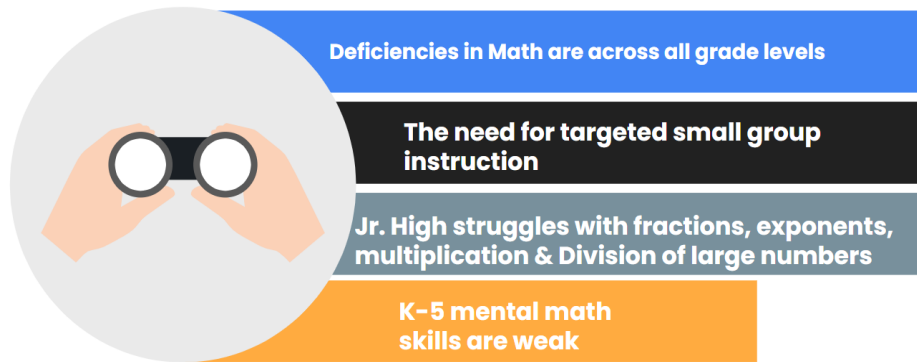 Deficiencies in Math are across all grade levels
The need for targeted small group
instruction
Jr. High struggles with fractions, exponents,
multiplication & Division of large numbers
K-5 mental math
skills are weak